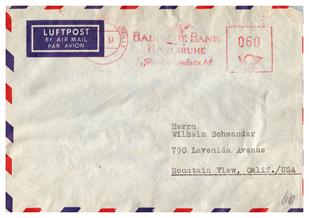 LUFTPOST
BY AIR MAIL
PAR AVION
BADISCHE BANK
KARLSRUHE
060
Herrn
Wilhelm Schwander
790 Lavenida Avenue
Mountain View, Calif./USA
60